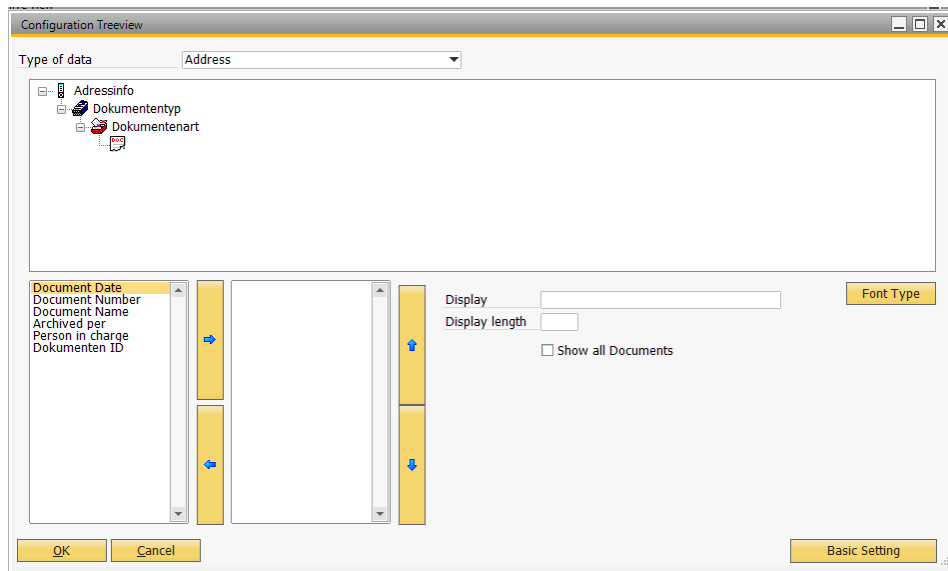 Configuration Treeview
Type of data Address
Adressinfo
Dokumententyp
Dokumentenart
DOC
Document Date
Document Number
Document Name
Archived per
Person in charge
Dokumenten ID
Display
Font Type
Display length
Show all Documents
OK Cancel Basic Setting